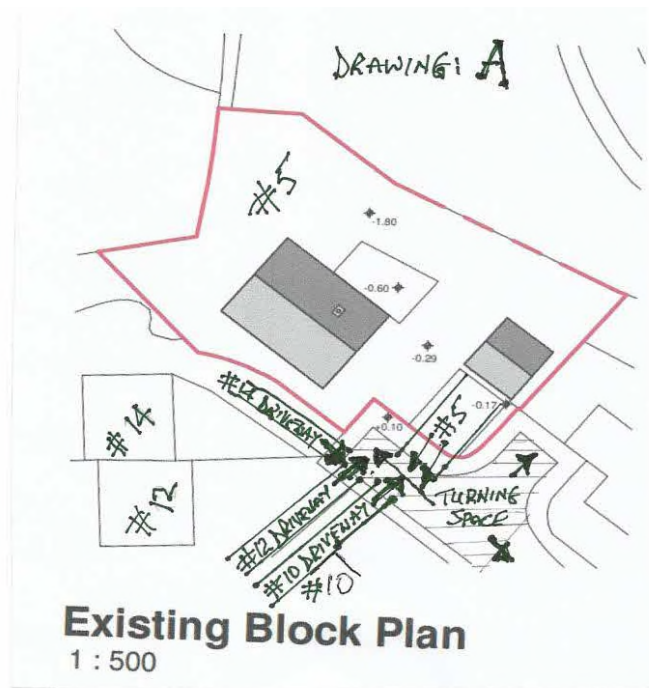 DRAWING: A
#5
-1.80
-0.60
-0.29
-0.17
+0.10
#5
#14 DRIVEWAY
#14
#12
#12 DRIVEWAY
#10 DRIVEWAY
#10
TURNING
SPACE
Existing Block Plan
1 : 500